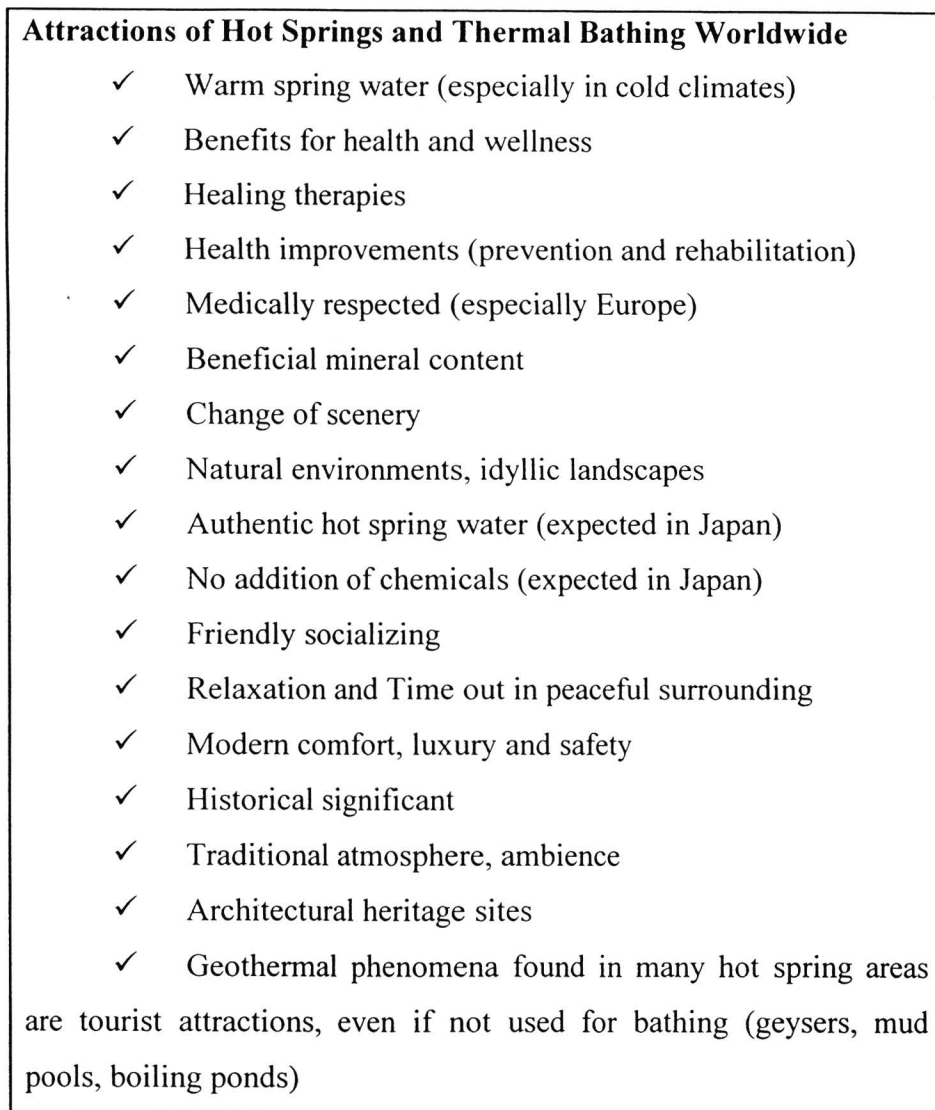 Attractions of Hot Springs and Thermal Bathing Worldwide
✓ Warm spring water (especially in cold climates)
✓ Benefits for health and wellness
✓ Healing therapies
✓ Health improvements (prevention and rehabilitation)
✓ Medically respected (especially Europe)
✓ Beneficial mineral content
✓ Change of scenery
✓ Natural environments, idyllic landscapes
✓ Authentic hot spring water (expected in Japan)
✓ No addition of chemicals (expected in Japan)
✓ Friendly socializing
✓ Relaxation and Time out in peaceful surrounding
✓ Modern comfort, luxury and safety
✓ Historical significant
✓ Traditional atmosphere, ambience
✓ Architectural heritage sites
✓ Geothermal phenomena found in many hot spring areas
are tourist attractions, even if not used for bathing (geysers, mud
pools, boiling ponds)